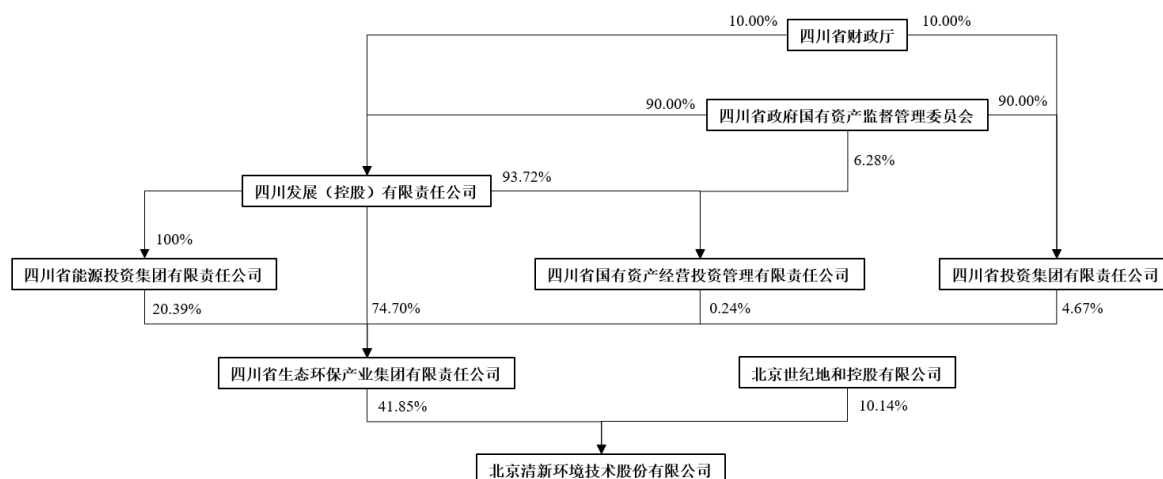 10.00%
10.00%
四川省财政厅
90.00%
90.00%
四川省政府国有资产监督管理委员会
6.28%
四川发展（控股）有限责任公司
93.72%
100%
四川省能源投资集团有限责任公司
四川省国有资产经营投资管理有限责任公司
四川省投资集团有限责任公司
20.39%
74.70%
0.24%
4.67%
四川省生态环保产业集团有限责任公司
北京世纪地和控股有限公司
41.85%
10.14%
北京清新环境技术股份有限公司